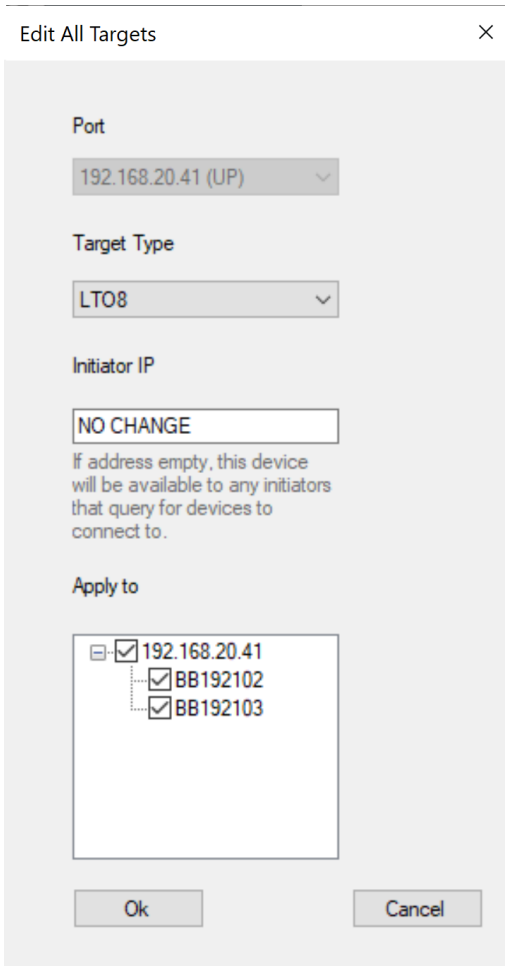 Edit All Targets
Port
192.168.20.41 (UP)
Target Type
LTO8
Initiator IP
NO CHANGE
If address empty, this device
will be available to any initiators
that query for devices to
connect to.
Apply to
192.168.20.41
BB192102
BB192103
Ok
Cancel